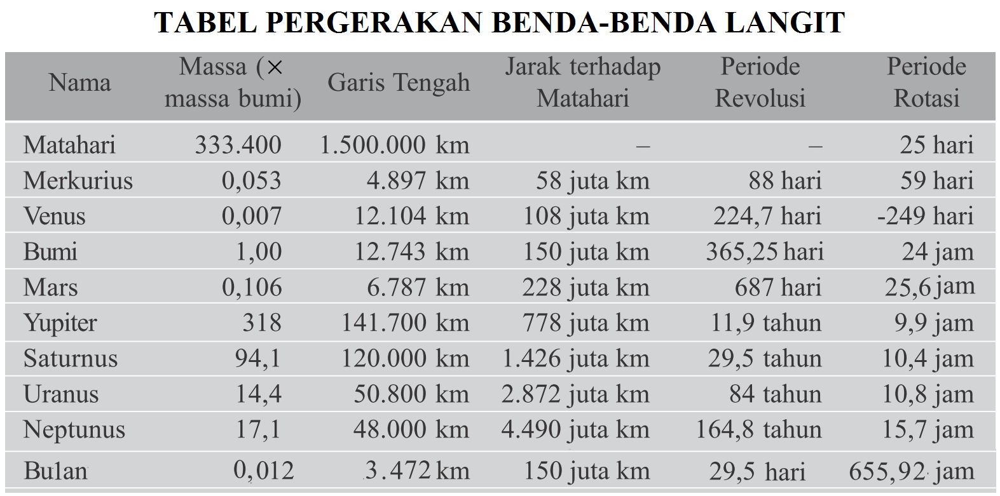 TABEL PERGERAKAN BENDA-BENDA LANGIT
Nama Massa (× massa bumi) Garis Tengah Jarak terhadap Matahari Periode Revolusi Periode Rotasi
Matahari 333.400 1.500.000 km – – 25 hari
Merkurius 0,053 4.897 km 58 juta km 88 hari 59 hari
Venus 0,007 12.104 km 108 juta km 224,7 hari -249 hari
Bumi 1,00 12.743 km 150 juta km 365,25 hari 24 jam
Mars 0,106 6.787 km 228 juta km 687 hari 25,6 jam
Yupiter 318 141.700 km 778 juta km 11,9 tahun 9,9 jam
Saturnus 94,1 120.000 km 1.426 juta km 29,5 tahun 10,4 jam
Uranus 14,4 50.800 km 2.872 juta km 84 tahun 10,8 jam
Neptunus 17,1 48.000 km 4.490 juta km 164,8 tahun 15,7 jam
Bulan 0,012 3.472 km 150 juta km 29,5 hari 655,92 jam